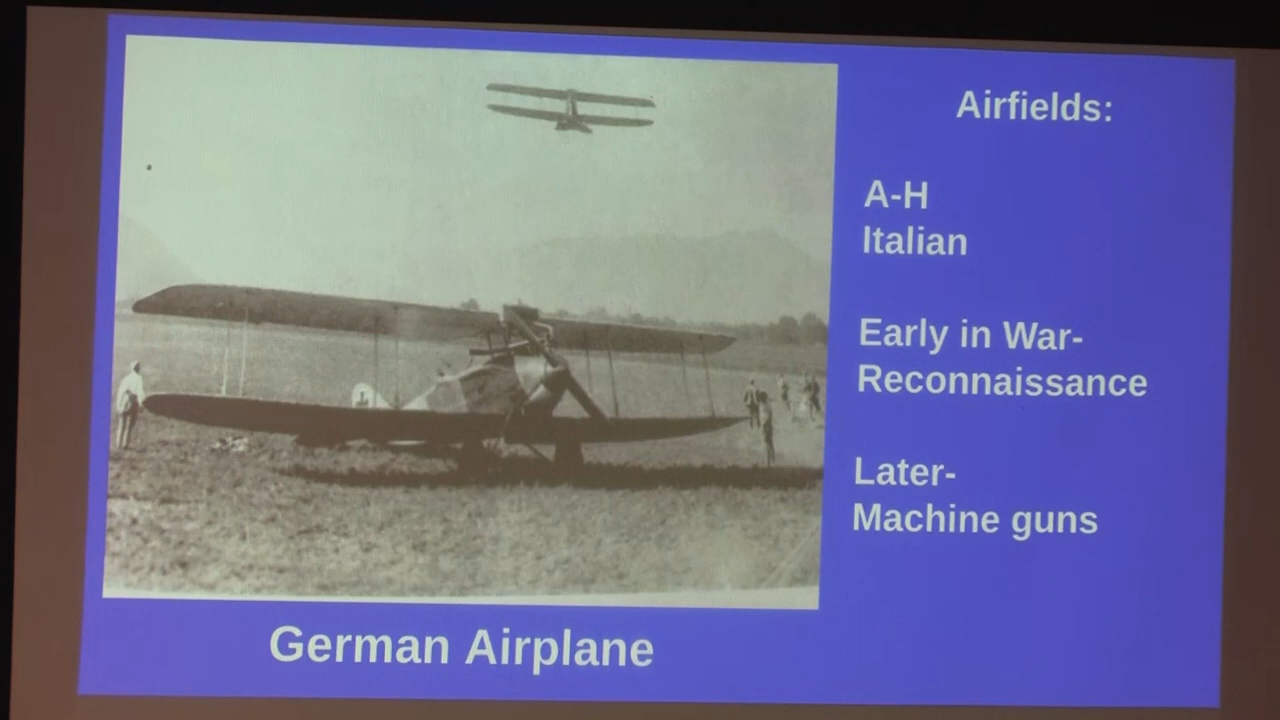 Airfields:
A-H
Italian
Early in War-
Reconnaissance
Later-
Machine guns
German Airplane